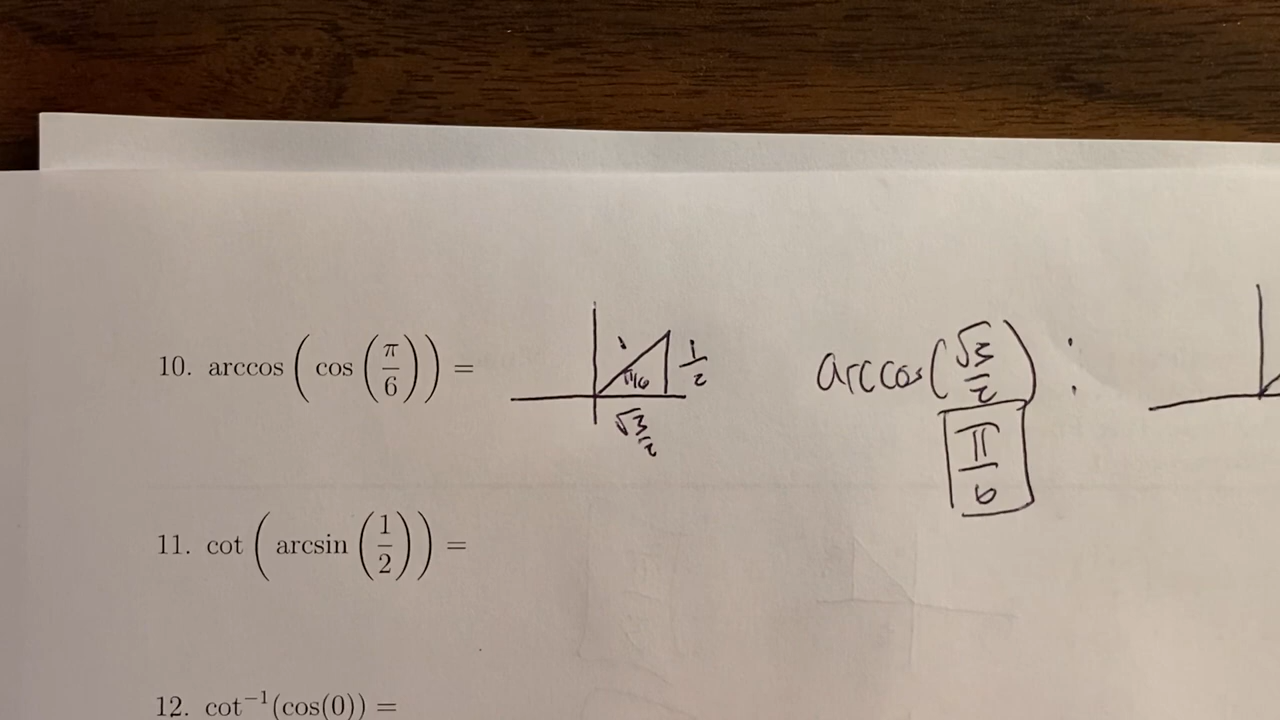 10. arccos(cos(π/6)) = 1 π/6 1/2 √3/2 arccos(√3/2) :
π/6
11. cot(arcsin(1/2)) =
12. cot⁻¹(cos(0)) =